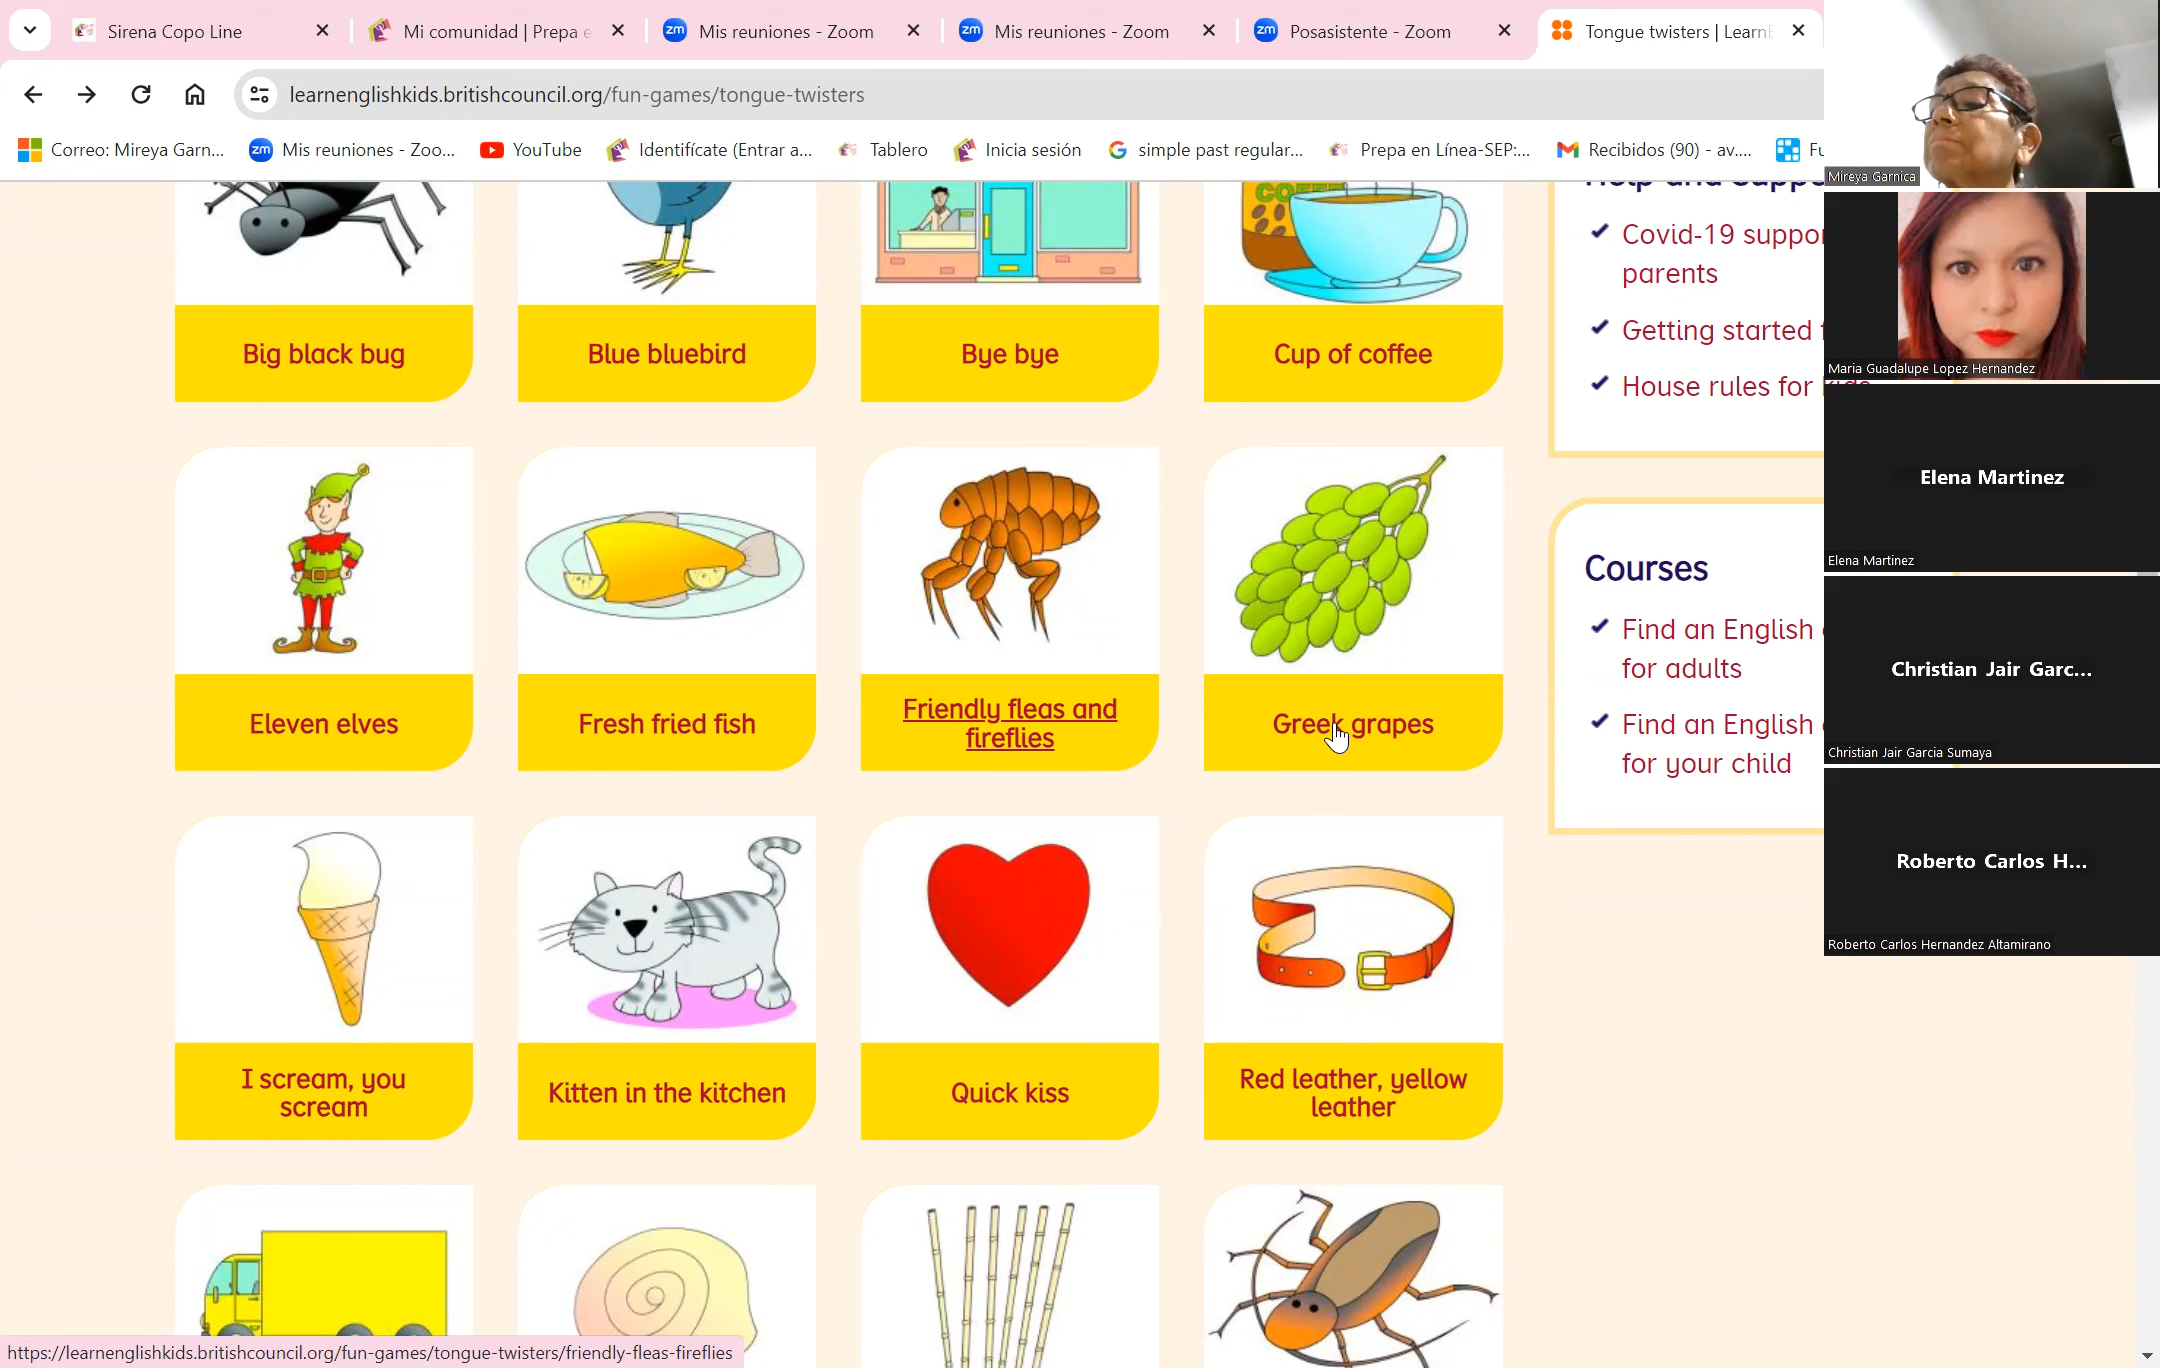 Sirena Copo Line
Mi comunidad | Prepa e
Mis reuniones - Zoom
Mis reuniones - Zoom
Posasistente - Zoom
Tongue twisters | LearnE
learnenglishkids.britishcouncil.org/fun-games/tongue-twisters
Correo: Mireya Garn...
Mis reuniones - Zoo...
YouTube
Identifícate (Entrar a...
Tablero
Inicia sesión
simple past regular...
Prepa en Línea-SEP:...
Recibidos (90) - av....
Fu
COFFEE
Help and Suppo
Covid-19 suppor
parents
Getting started f
House rules for kids
Big black bug
Blue bluebird
Bye bye
Cup of coffee
Eleven elves
Fresh fried fish
Friendly fleas and
fireflies
Greek grapes
Courses
Find an English
for adults
Find an English
for your child
I scream, you
scream
Kitten in the kitchen
Quick kiss
Red leather, yellow
leather
https://learnenglishkids.britishcouncil.org/fun-games/tongue-twisters/friendly-fleas-fireflies
Mireya Garnica
Maria Guadalupe Lopez Hernandez
Elena Martinez
Elena Martinez
Christian Jair Garc...
Christian Jair Garcia Sumaya
Roberto Carlos H...
Roberto Carlos Hernandez Altamirano